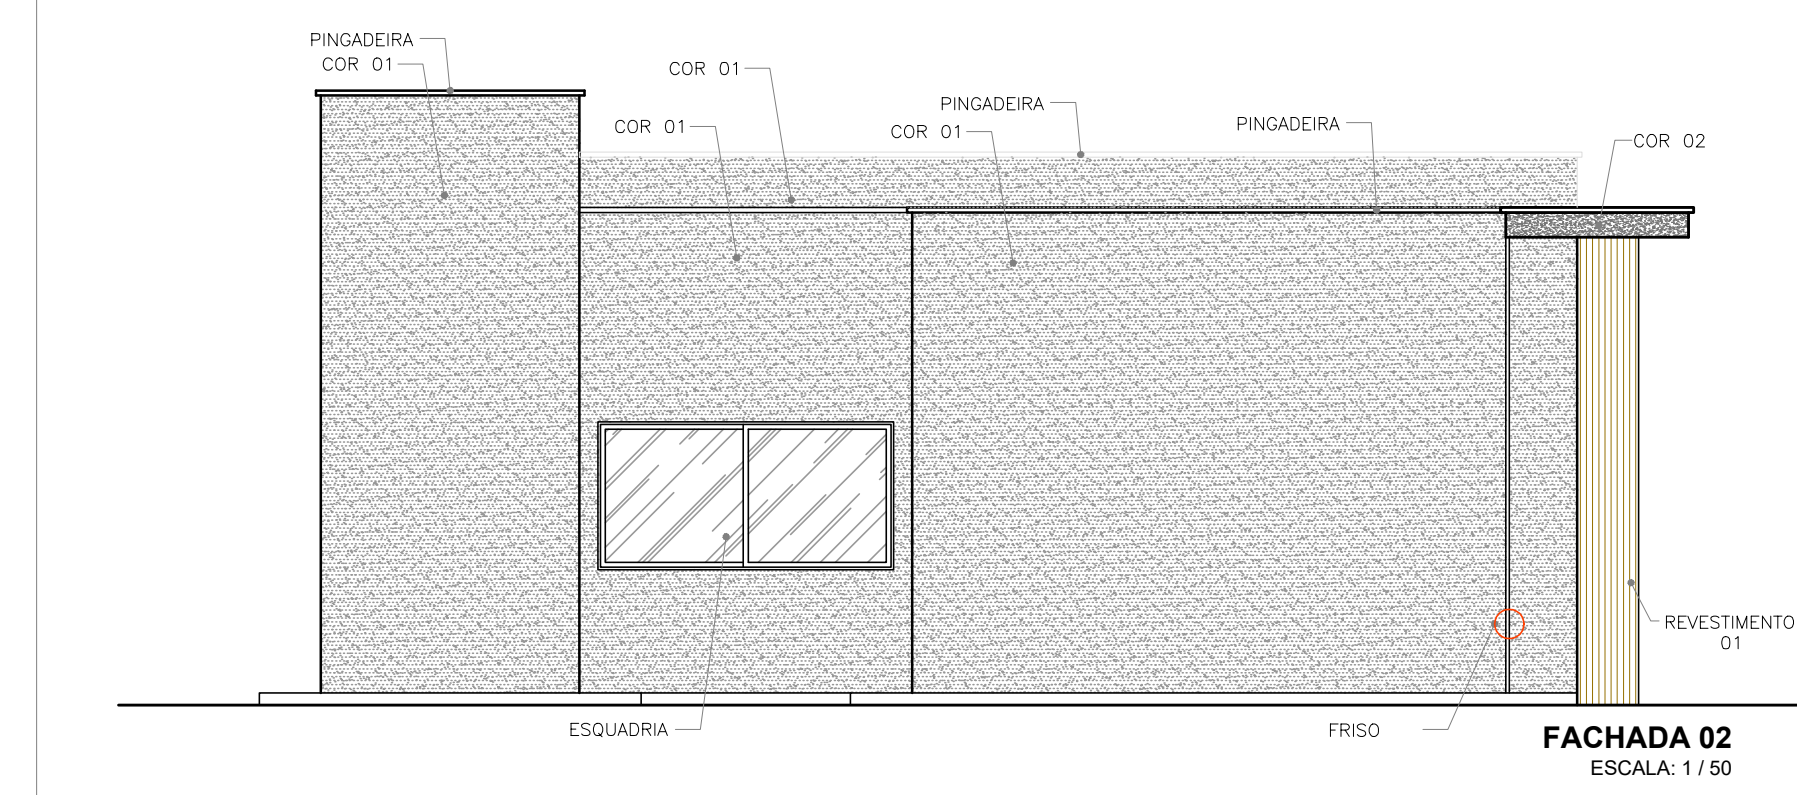 PINGADEIRA
COR 01
COR 01
COR 01
PINGADEIRA
COR 01
PINGADEIRA
COR 02
REVESTIMENTO
01
ESQUADRIA
FRISO
FACHADA 02
ESCALA: 1 / 50